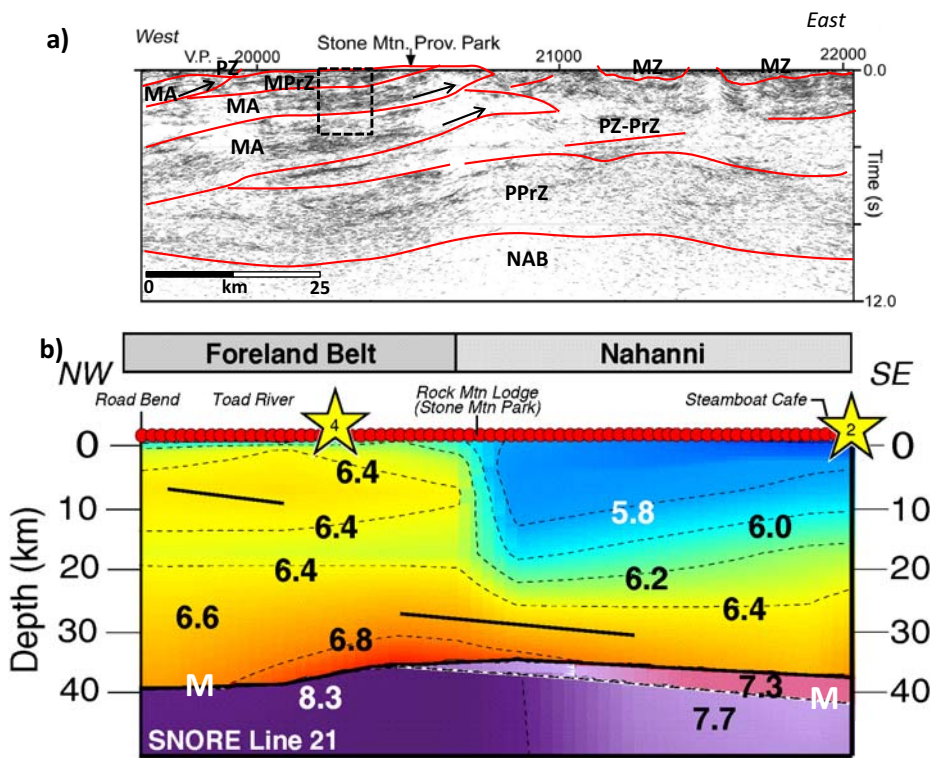 a)
West
East
V.P.
20000
Stone Mtn. Prov. Park
21000
22000
PZ
MZ
MZ
0.0
MA
MPrZ
MA
MA
PZ-PrZ
PPrZ
NAB
Time (s)
0 km 25
12.0
b)
Foreland Belt
Nahanni
NW
SE
Road Bend
Toad River
Rock Mtn Lodge
(Stone Mtn Park)
Steamboat Cafe
4
2
0
0
6.4
10
5.8
10
6.4
6.0
20
6.4
6.2
20
6.4
6.6
30
6.8
30
40
M
8.3
7.3
M
40
7.7
Depth (km)
SNORE Line 21